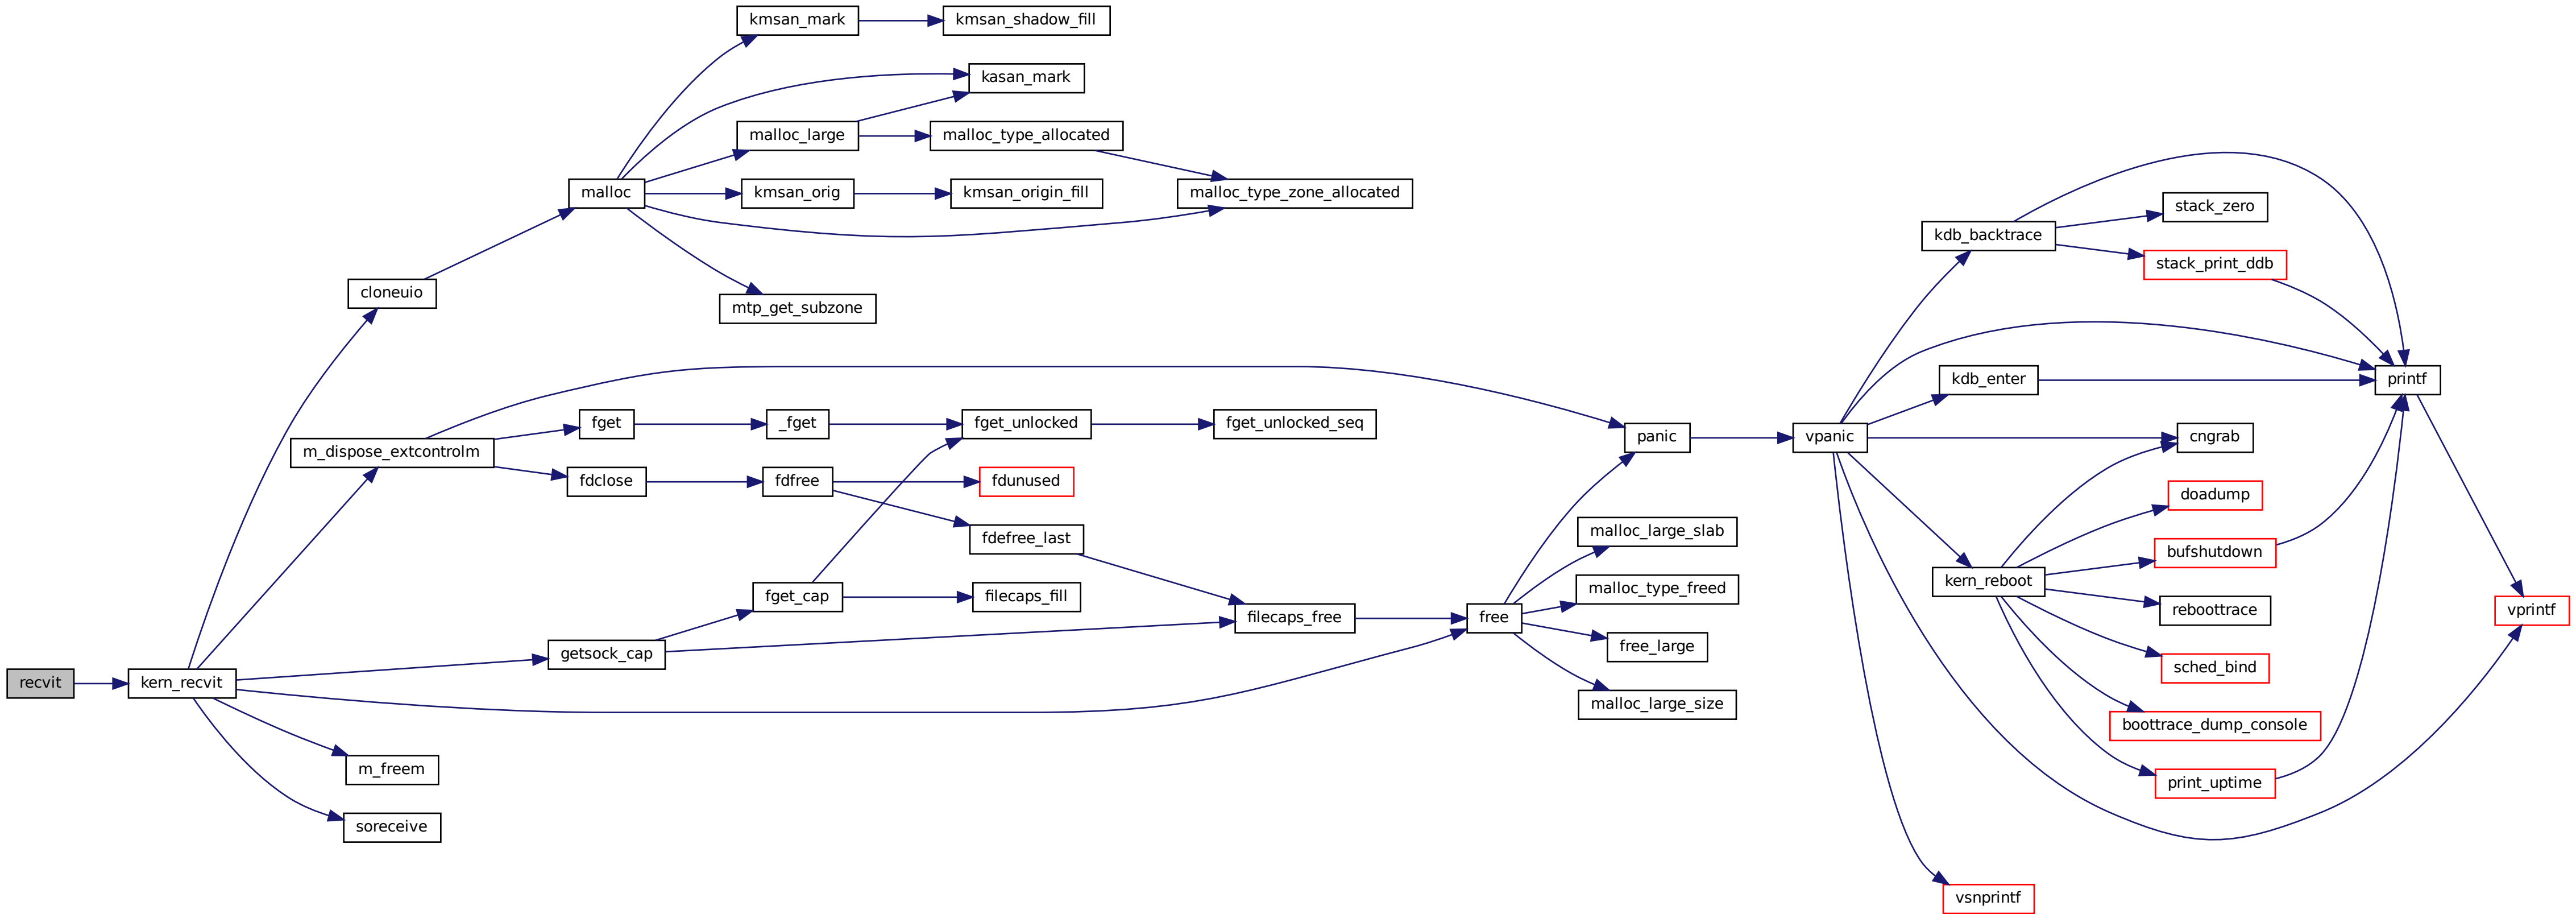 kmsan_mark
kmsan_shadow_fill
kasan_mark
malloc_large
malloc_type_allocated
malloc
kmsan_orig
kmsan_origin_fill
malloc_type_zone_allocated
stack_zero
kdb_backtrace
stack_print_ddb
cloneuio
mtp_get_subzone
kdb_enter
printf
fget
_fget
fget_unlocked
fget_unlocked_seq
panic
vpanic
cngrab
m_dispose_extcontrolm
fdclose
fdfree
fdunused
doadump
fdefree_last
malloc_large_slab
bufshutdown
kern_reboot
fget_cap
filecaps_fill
malloc_type_freed
reboottrace
vprintf
filecaps_free
free
getsock_cap
free_large
sched_bind
recvit
kern_recvit
malloc_large_size
boottrace_dump_console
m_freem
print_uptime
soreceive
vsnprintf